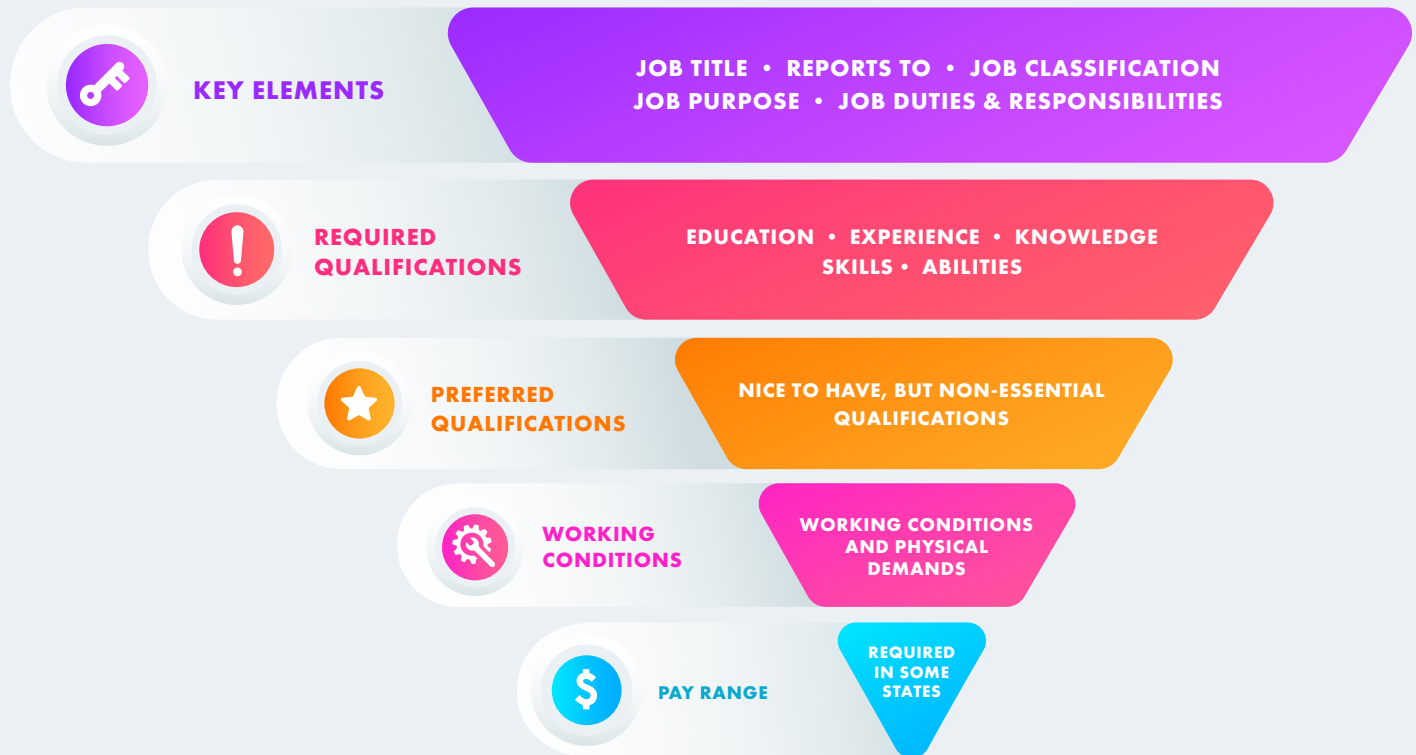 KEY ELEMENTS
JOB TITLE • REPORTS TO • JOB CLASSIFICATION
JOB PURPOSE • JOB DUTIES & RESPONSIBILITIES
REQUIRED
QUALIFICATIONS
EDUCATION • EXPERIENCE • KNOWLEDGE
SKILLS • ABILITIES
PREFERRED
QUALIFICATIONS
NICE TO HAVE, BUT NON-ESSENTIAL
QUALIFICATIONS
WORKING
CONDITIONS
WORKING CONDITIONS
AND PHYSICAL
DEMANDS
$
PAY RANGE
REQUIRED
IN SOME
STATES